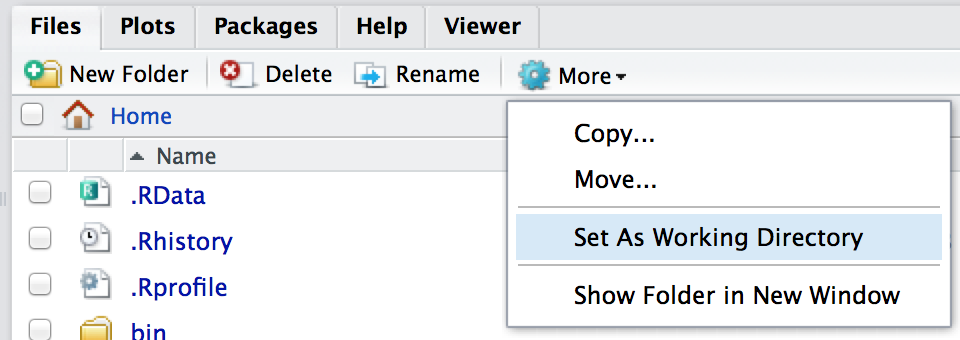 Files Plots Packages Help Viewer
New Folder Delete Rename More
Home
Name
.RData
.Rhistory
.Rprofile
bin
Copy...
Move...
Set As Working Directory
Show Folder in New Window